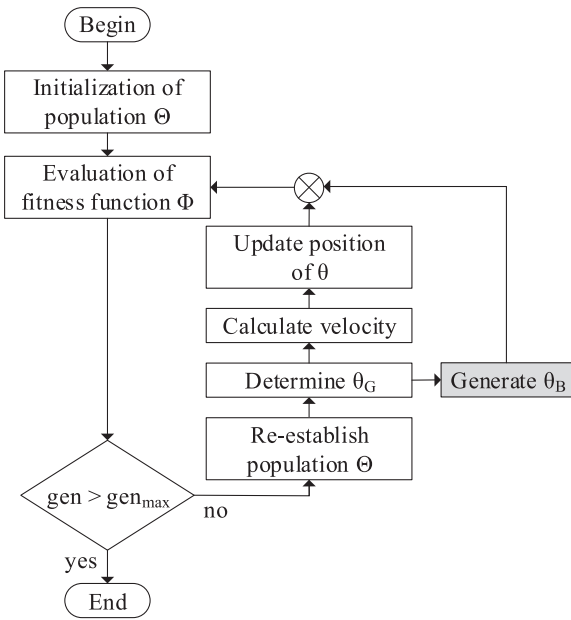 Begin
Initialization of
population Θ
Evaluation of
fitness function Φ
Update position
of θ
Calculate velocity
Determine θG
Generate θB
Re-establish
population Θ
gen > genmax
no
yes
End